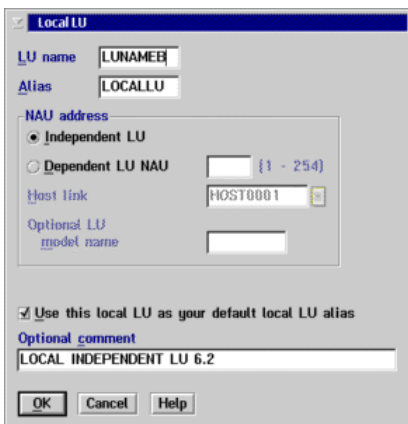 Local LU
LU name LUNAMEB
Alias LOCALLU
NAU address
Independent LU
Dependent LU NAU (1 - 254)
Host link HOST0001
Optional LU
model name
Use this local LU as your default local LU alias
Optional comment
LOCAL INDEPENDENT LU 6.2
OK Cancel Help